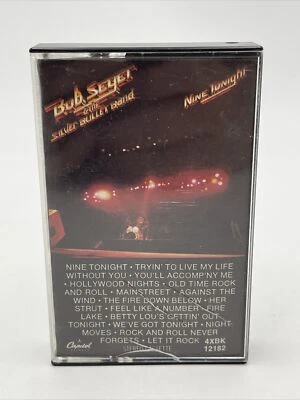 Bob Seger
& the
Silver Bullet Band
Nine Tonight
NINE TONIGHT • TRYIN' TO LIVE MY LIFE
WITHOUT YOU • YOU'LL ACCOMP'NY ME
• HOLLYWOOD NIGHTS • OLD TIME ROCK
AND ROLL • MAINSTREET • AGAINST THE
WIND • THE FIRE DOWN BELOW • HER
STRUT • FEEL LIKE A NUMBER • FIRE
LAKE • BETTY LOU'S GETTIN' OUT
TONIGHT • WE'VE GOT TONIGHT • NIGHT
MOVES • ROCK AND ROLL NEVER
FORGETS • LET IT ROCK
Capitol
4XBK
12182